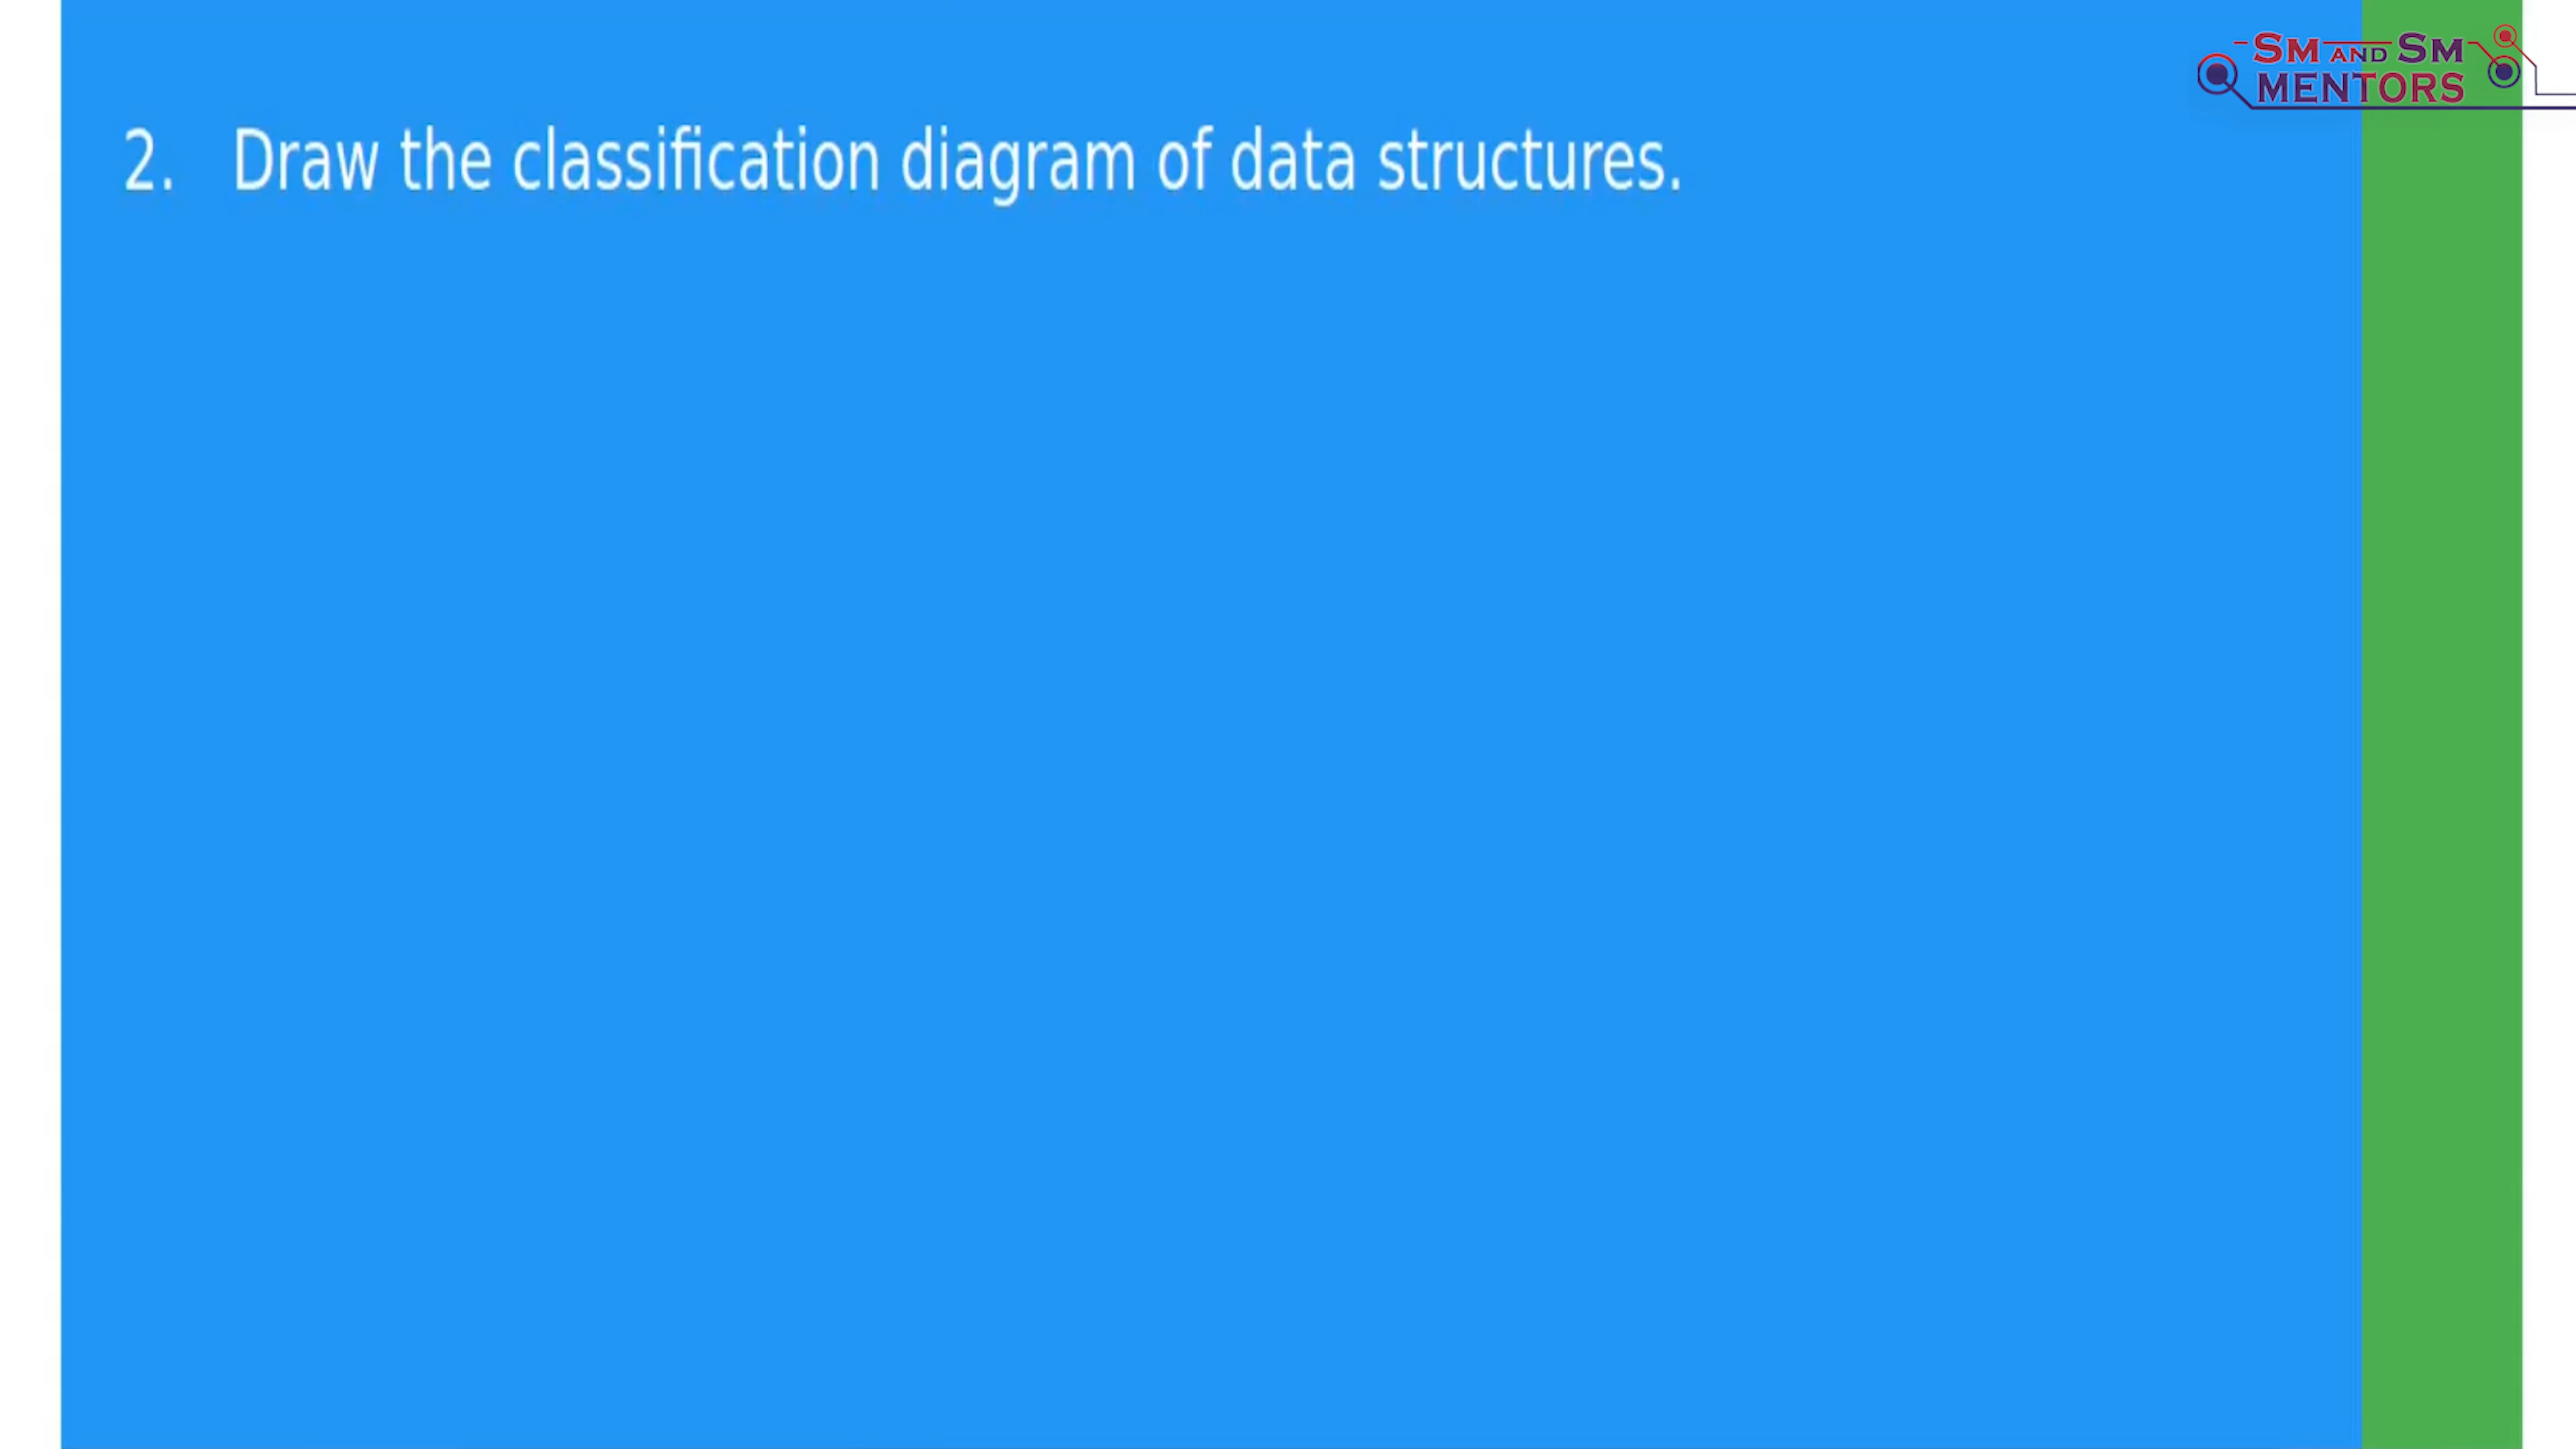 SM AND SM
MENTORS
2. Draw the classification diagram of data structures.